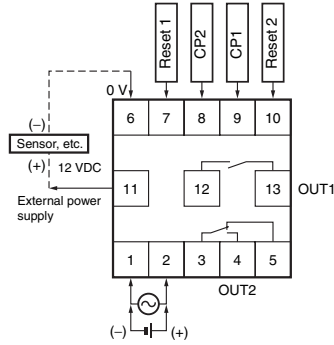 Reset 1
CP2
CP1
Reset 2
0 V
6 7 8 9 10
(−)
Sensor, etc.
(+)
12 VDC
11 12 13
OUT1
External power
supply
1 2 3 4 5
OUT2
(−) (+)